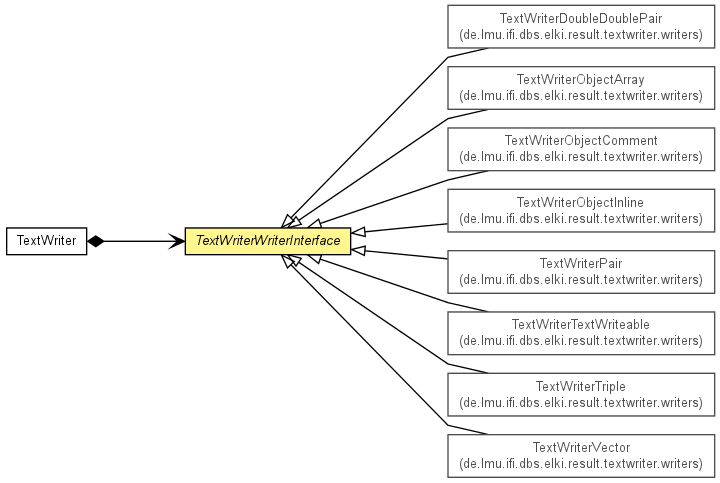 TextWriterDoubleDoublePair
(de.lmu.ifi.dbs.elki.result.textwriter.writers)
TextWriterObjectArray
(de.lmu.ifi.dbs.elki.result.textwriter.writers)
TextWriterObjectComment
(de.lmu.ifi.dbs.elki.result.textwriter.writers)
TextWriterObjectInline
(de.lmu.ifi.dbs.elki.result.textwriter.writers)
TextWriter
TextWriterWriterInterface
TextWriterPair
(de.lmu.ifi.dbs.elki.result.textwriter.writers)
TextWriterTextWriteable
(de.lmu.ifi.dbs.elki.result.textwriter.writers)
TextWriterTriple
(de.lmu.ifi.dbs.elki.result.textwriter.writers)
TextWriterVector
(de.lmu.ifi.dbs.elki.result.textwriter.writers)